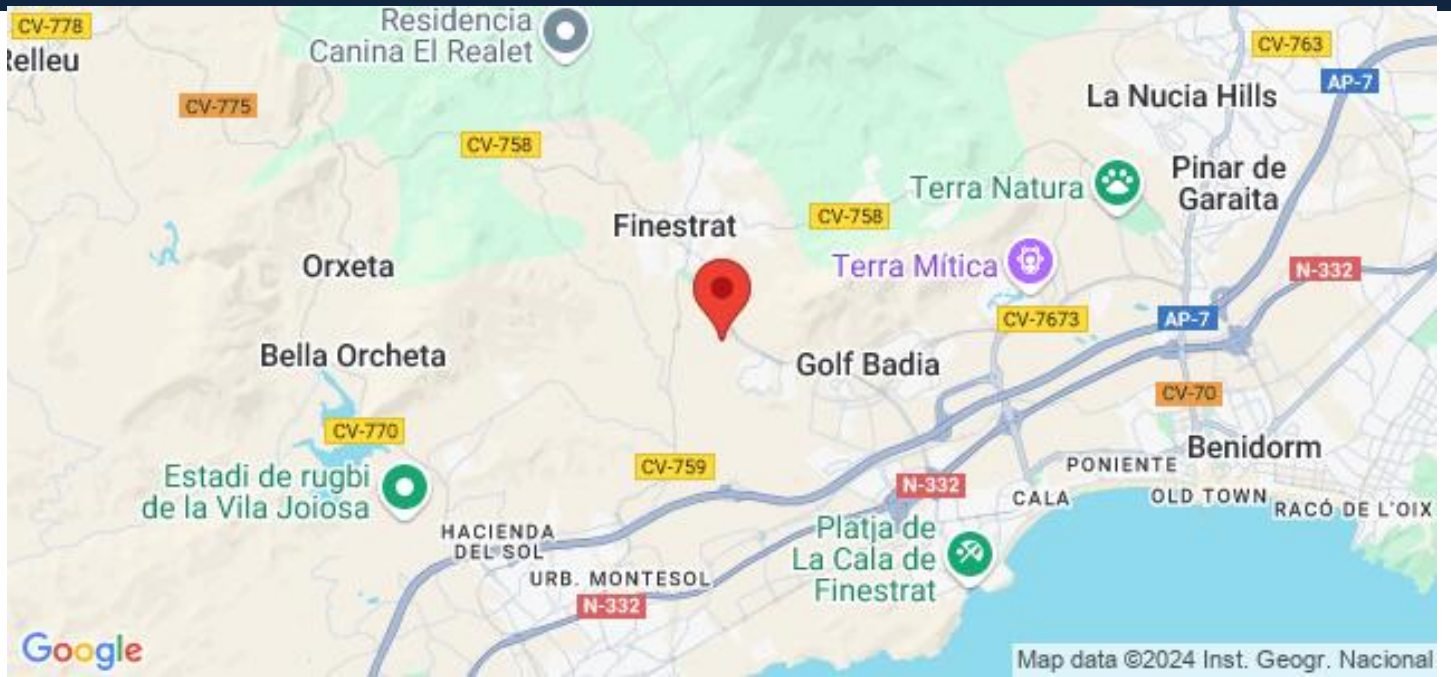 CV-778
Residencia
Canina El Realet
CV-763
Relleu
AP-7
La Nucia Hills
CV-775
CV-758
Pinar de
Garaita
Terra Natura
CV-758
Finestrat
Orxeta
Terra Mítica
N-332
CV-7673
AP-7
Bella Orcheta
Golf Badia
CV-70
CV-770
Benidorm
PONIENTE
CV-759
Estadi de rugbi
de la Vila Joiosa
N-332
CALA
OLD TOWN
RACÓ DE L'OIX
HACIENDA
DEL SOL
Platja de
La Cala de
Finestrat
URB. MONTESOL
N-332
Google
Map data ©2024 Inst. Geogr. Nacional